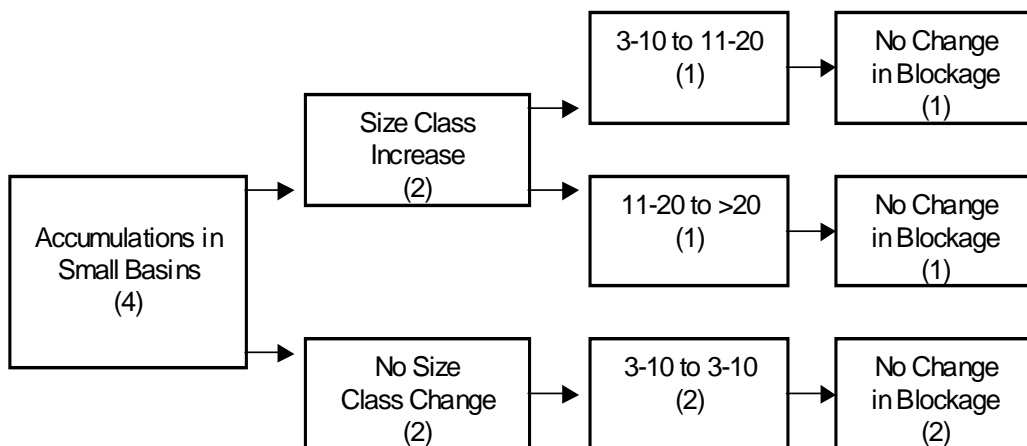 Accumulations in
Small Basins
(4)
Size Class
Increase
(2)
3-10 to 11-20
(1)
No Change
in Blockage
(1)
11-20 to >20
(1)
No Change
in Blockage
(1)
No Size
Class Change
(2)
3-10 to 3-10
(2)
No Change
in Blockage
(2)